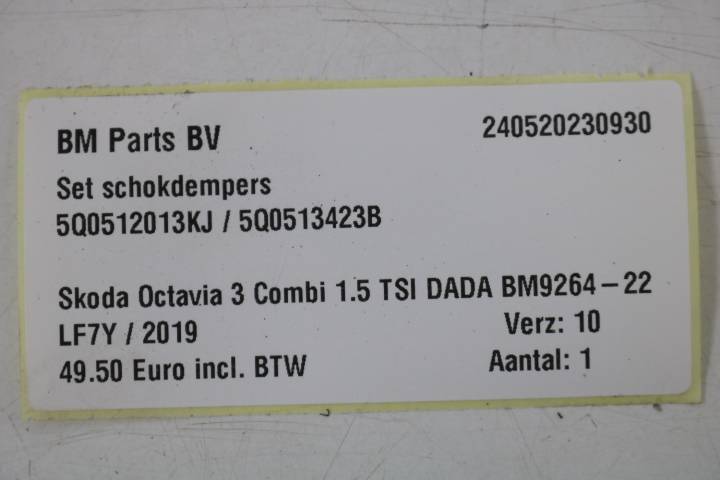 BM Parts BV 240520230930
Set schokdempers
5Q0512013KJ / 5Q0513423B
Skoda Octavia 3 Combi 1.5 TSI DADA BM9264-22
LF7Y / 2019 Verz: 10
49.50 Euro incl. BTW Aantal: 1